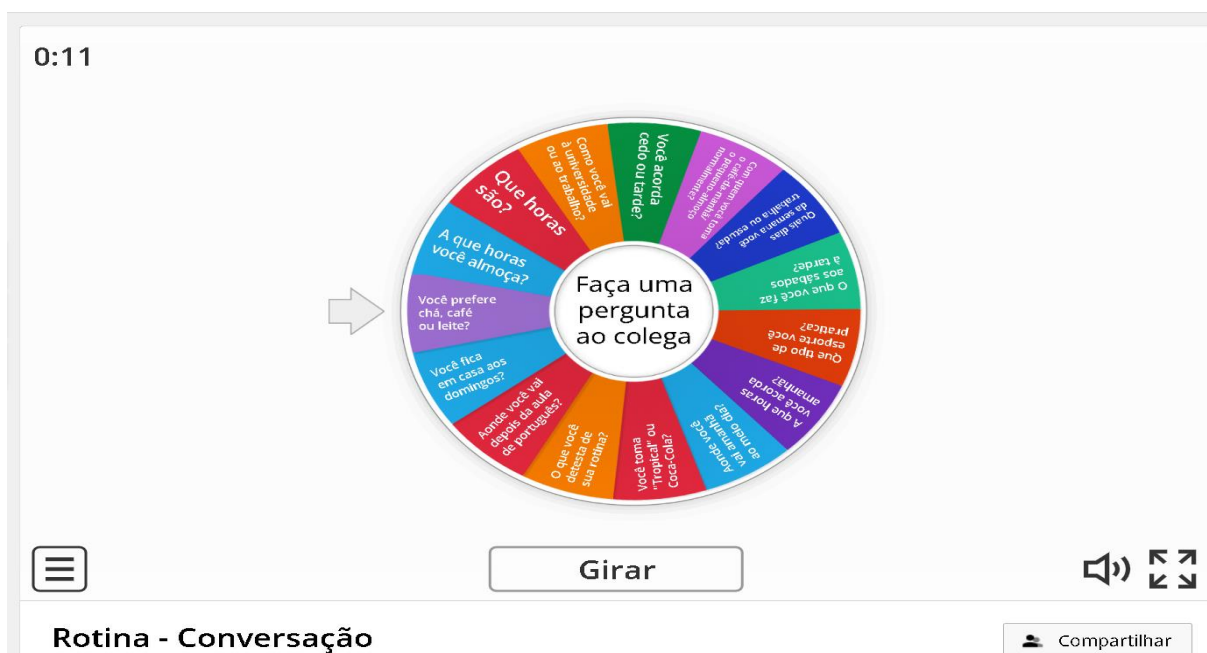 0:11
Você acorda
cedo ou tarde?
Com quem você toma
o café-da-manhã/
o pequeno-almoço
normalmente?
Quais dias
da semana você
trabalha ou estuda?
O que você faz
aos sábados
à tarde?
Que tipo de
esporte você
pratica?
A que horas
você acorda
amanhã?
Aonde você
vai amanhã
ao meio dia?
Você toma
"Tropical" ou
Coca-Cola?
O que você
detesta de
sua rotina?
Aonde você vai
depois da aula
de português?
Você fica
em casa aos
domingos?
Você prefere
chá, café
ou leite?
A que horas
você almoça?
Que horas
são?
Como você vai
à universidade
ou ao trabalho?
Faça uma
pergunta
ao colega
Girar
Rotina - Conversação
Compartilhar